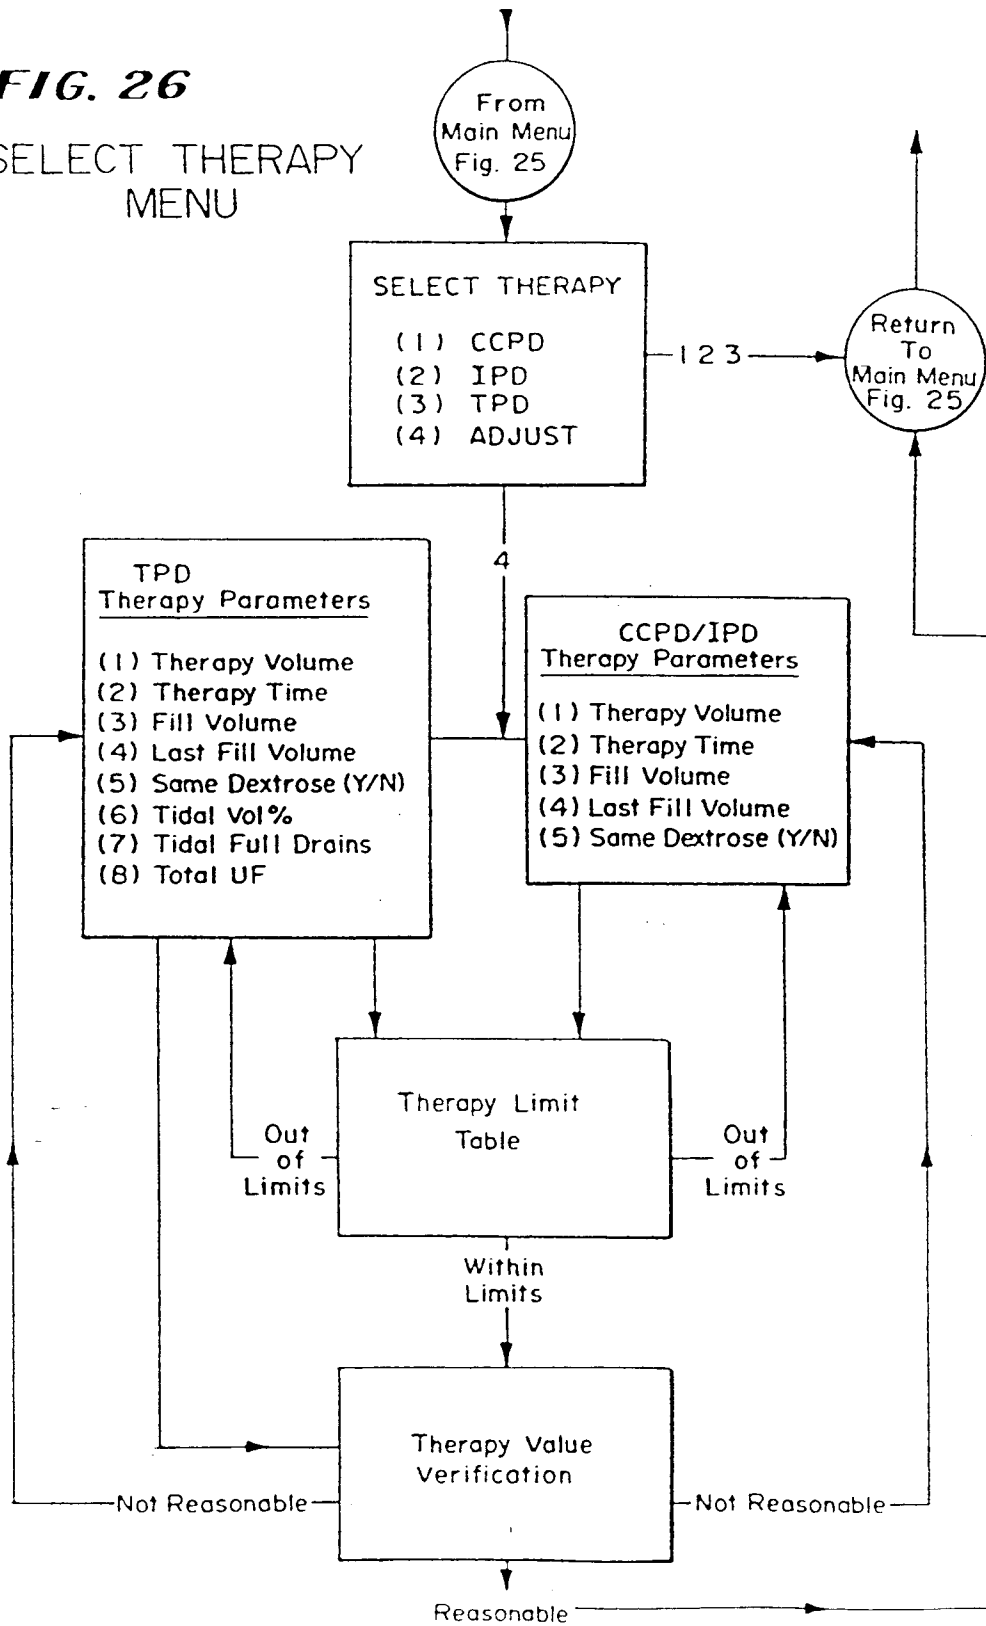 FIG. 26
SELECT THERAPY
MENU
From
Main Menu
Fig. 25
SELECT THERAPY
(1) CCPD
(2) IPD
(3) TPD
(4) ADJUST
1 2 3
Return
To
Main Menu
Fig. 25
4
TPD
Therapy Parameters
(1) Therapy Volume
(2) Therapy Time
(3) Fill Volume
(4) Last Fill Volume
(5) Same Dextrose (Y/N)
(6) Tidal Vol%
(7) Tidal Full Drains
(8) Total UF
CCPD/IPD
Therapy Parameters
(1) Therapy Volume
(2) Therapy Time
(3) Fill Volume
(4) Last Fill Volume
(5) Same Dextrose (Y/N)
Therapy Limit
Table
Out
of
Limits
Out
of
Limits
Within
Limits
Therapy Value
Verification
Not Reasonable
Not Reasonable
Reasonable